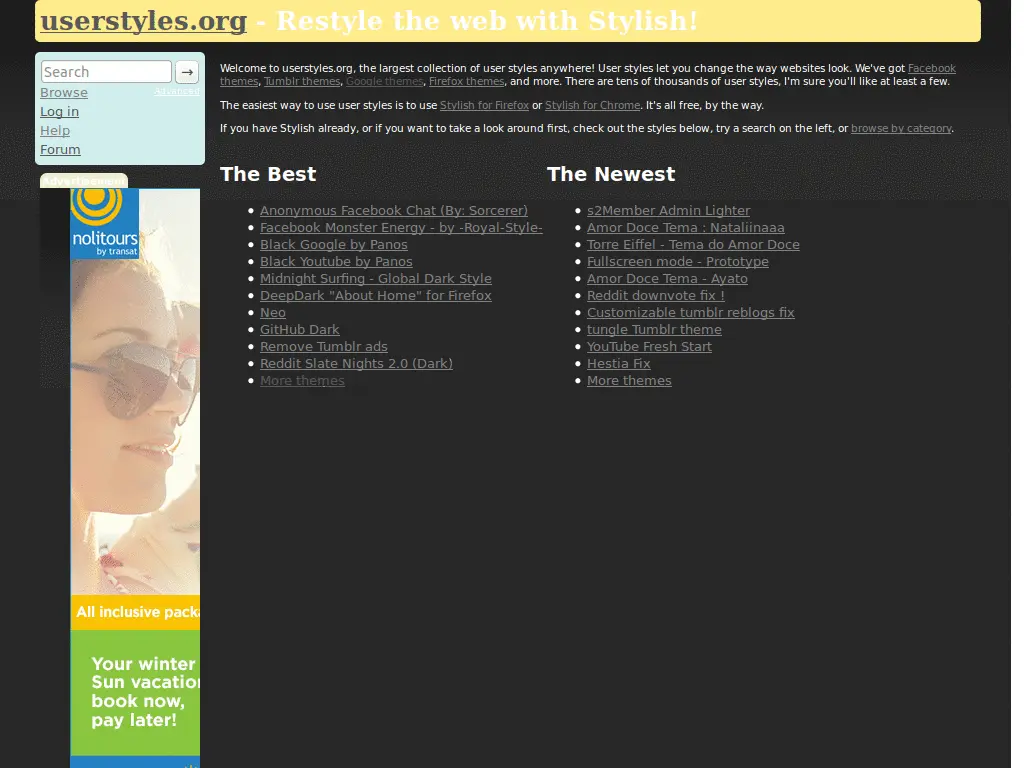 userstyles.org - Restyle the web with Stylish!
Search →
Browse Advanced
Log in
Help
Forum
Advertisement
nolitours
by transat
All inclusive packa
Your winter
Sun vacation
book now,
pay later!
Welcome to userstyles.org, the largest collection of user styles anywhere! User styles let you change the way websites look. We've got Facebook
themes, Tumblr themes, Google themes, Firefox themes, and more. There are tens of thousands of user styles, I'm sure you'll like at least a few.
The easiest way to use user styles is to use Stylish for Firefox or Stylish for Chrome. It's all free, by the way.
If you have Stylish already, or if you want to take a look around first, check out the styles below, try a search on the left, or browse by category.
The Best
Anonymous Facebook Chat (By: Sorcerer)
Facebook Monster Energy - by -Royal-Style-
Black Google by Panos
Black Youtube by Panos
Midnight Surfing - Global Dark Style
DeepDark "About Home" for Firefox
Neo
GitHub Dark
Remove Tumblr ads
Reddit Slate Nights 2.0 (Dark)
More themes
The Newest
s2Member Admin Lighter
Amor Doce Tema : Nataliinaaa
Torre Eiffel - Tema do Amor Doce
Fullscreen mode - Prototype
Amor Doce Tema - Ayato
Reddit downvote fix !
Customizable tumblr reblogs fix
tungle Tumblr theme
YouTube Fresh Start
Hestia Fix
More themes